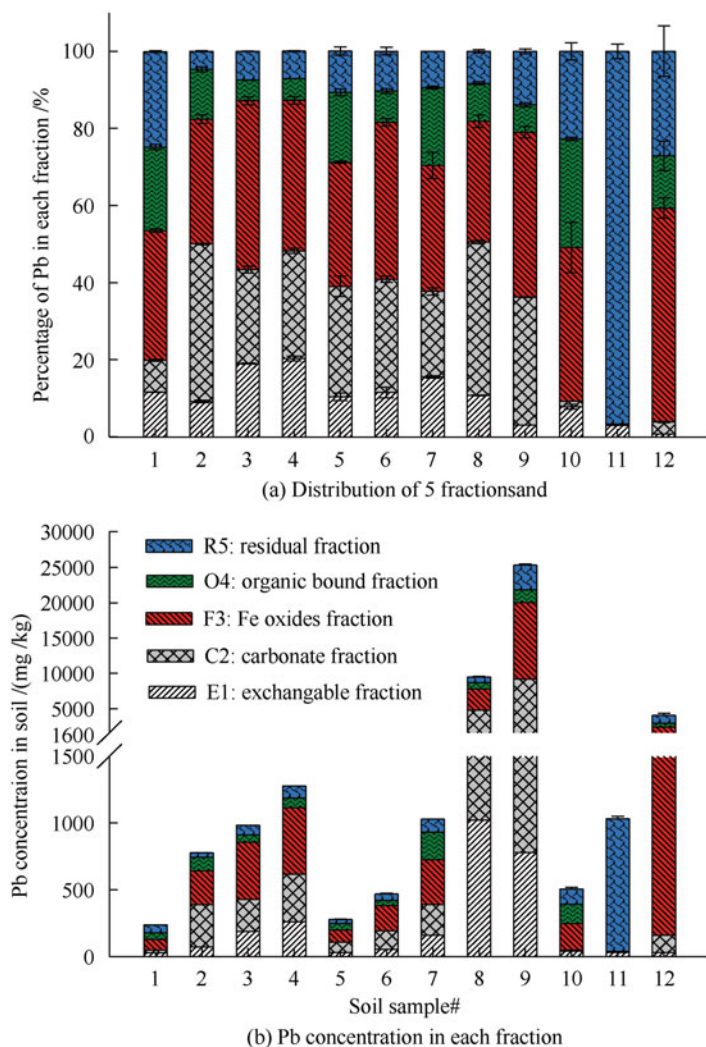 Percentage of Pb in each fraction /%
100
80
60
40
20
0
1 2 3 4 5 6 7 8 9 10 11 12
(a) Distribution of 5 fractionsand
Pb concentraion in soil /(mg /kg)
30000
25000
20000
15000
10000
5000
1600
1500
1000
500
0
R5: residual fraction
O4: organic bound fraction
F3: Fe oxides fraction
C2: carbonate fraction
E1: exchangable fraction
1 2 3 4 5 6 7 8 9 10 11 12
Soil sample#
(b) Pb concentration in each fraction